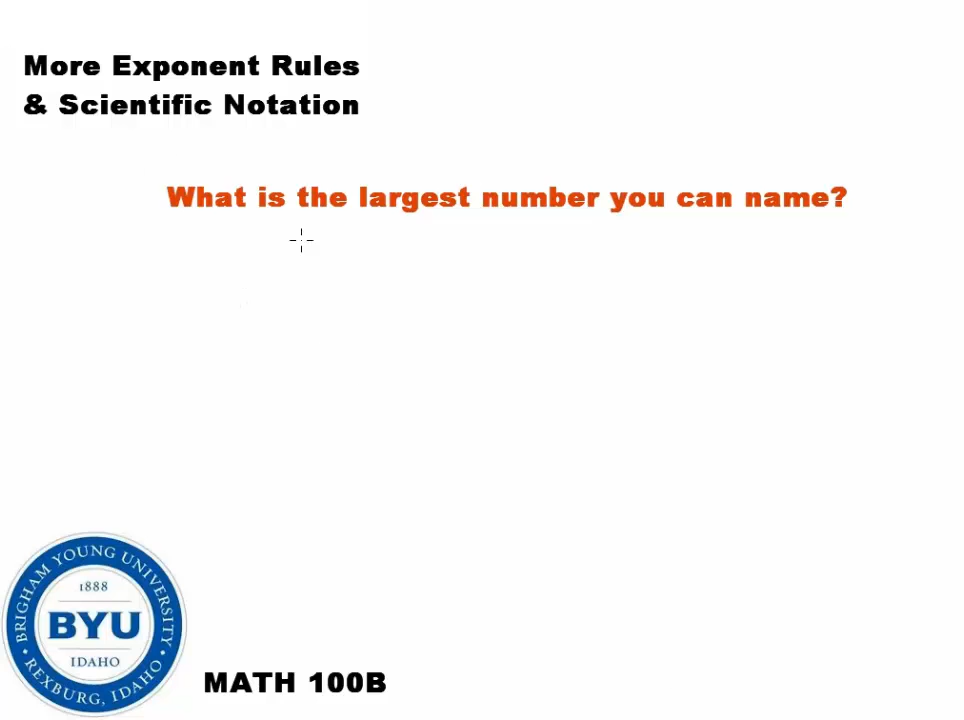 More Exponent Rules
& Scientific Notation
What is the largest number you can name?
BRIGHAM YOUNG UNIVERSITY
1888
BYU
IDAHO
• REXBURG, IDAHO •
MATH 100B